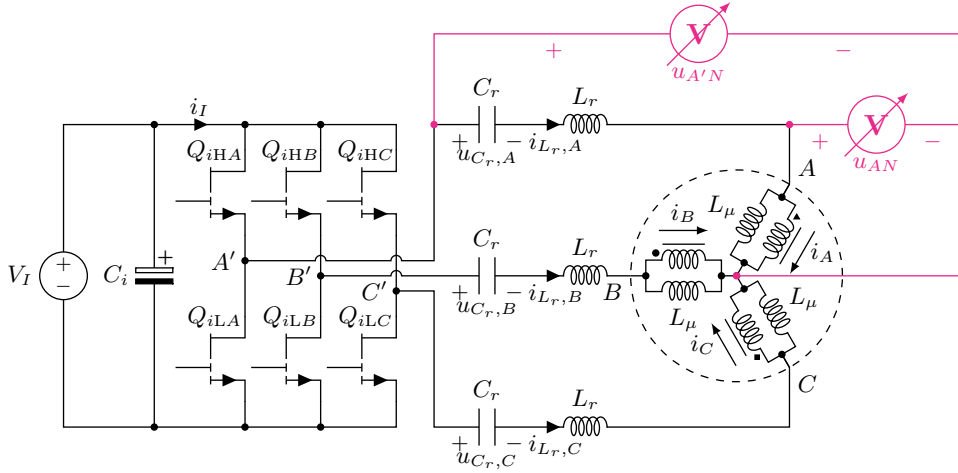 V
+ −
u_{A′N}
C_r L_r
i_I
V
+ −
Q_{iHA} Q_{iHB} Q_{iHC}
+ −
i_{L_r,A}
u_{C_r,A}
u_{AN}
A
L_μ
i_B
C_r L_r
i_A
V_I
+
−
C_i
+
A′
B′
C′
B
+ −
i_{L_r,B}
u_{C_r,B}
L_μ
L_μ
Q_{iLA} Q_{iLB} Q_{iLC}
i_C
C
C_r L_r
+ −
i_{L_r,C}
u_{C_r,C}